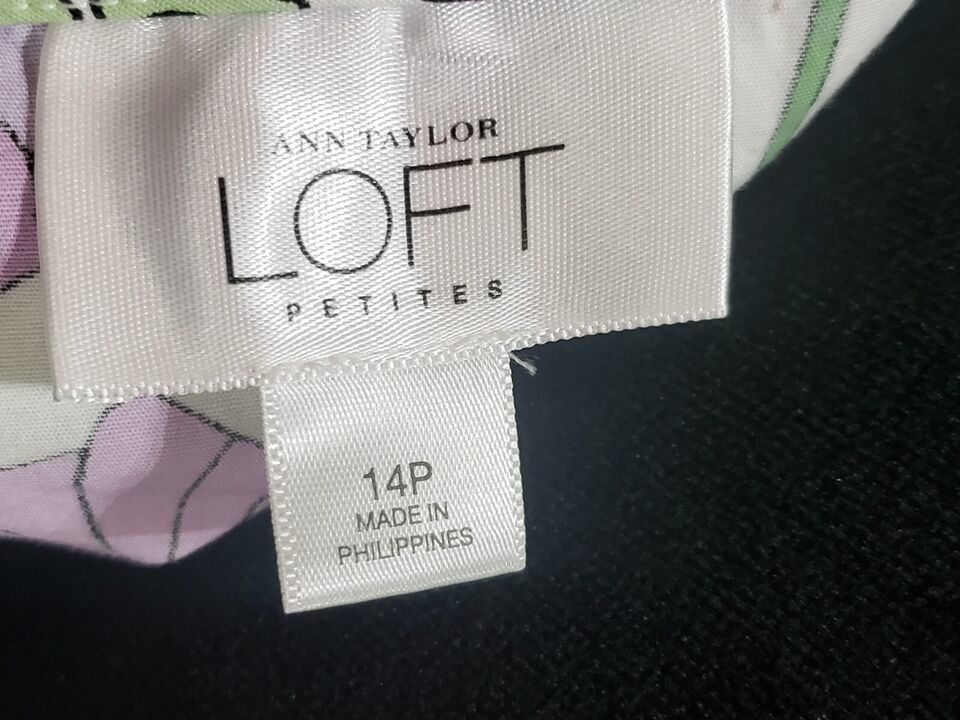 ANN TAYLOR
LOFT
PETITES
14P
MADE IN
PHILIPPINES